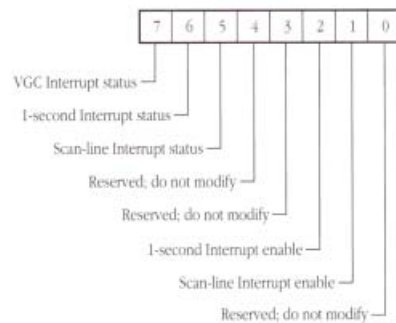 7 6 5 4 3 2 1 0
VGC Interrupt status
1-second Interrupt status
Scan-line Interrupt status
Reserved; do not modify
Reserved; do not modify
1-second Interrupt enable
Scan-line Interrupt enable
Reserved; do not modify